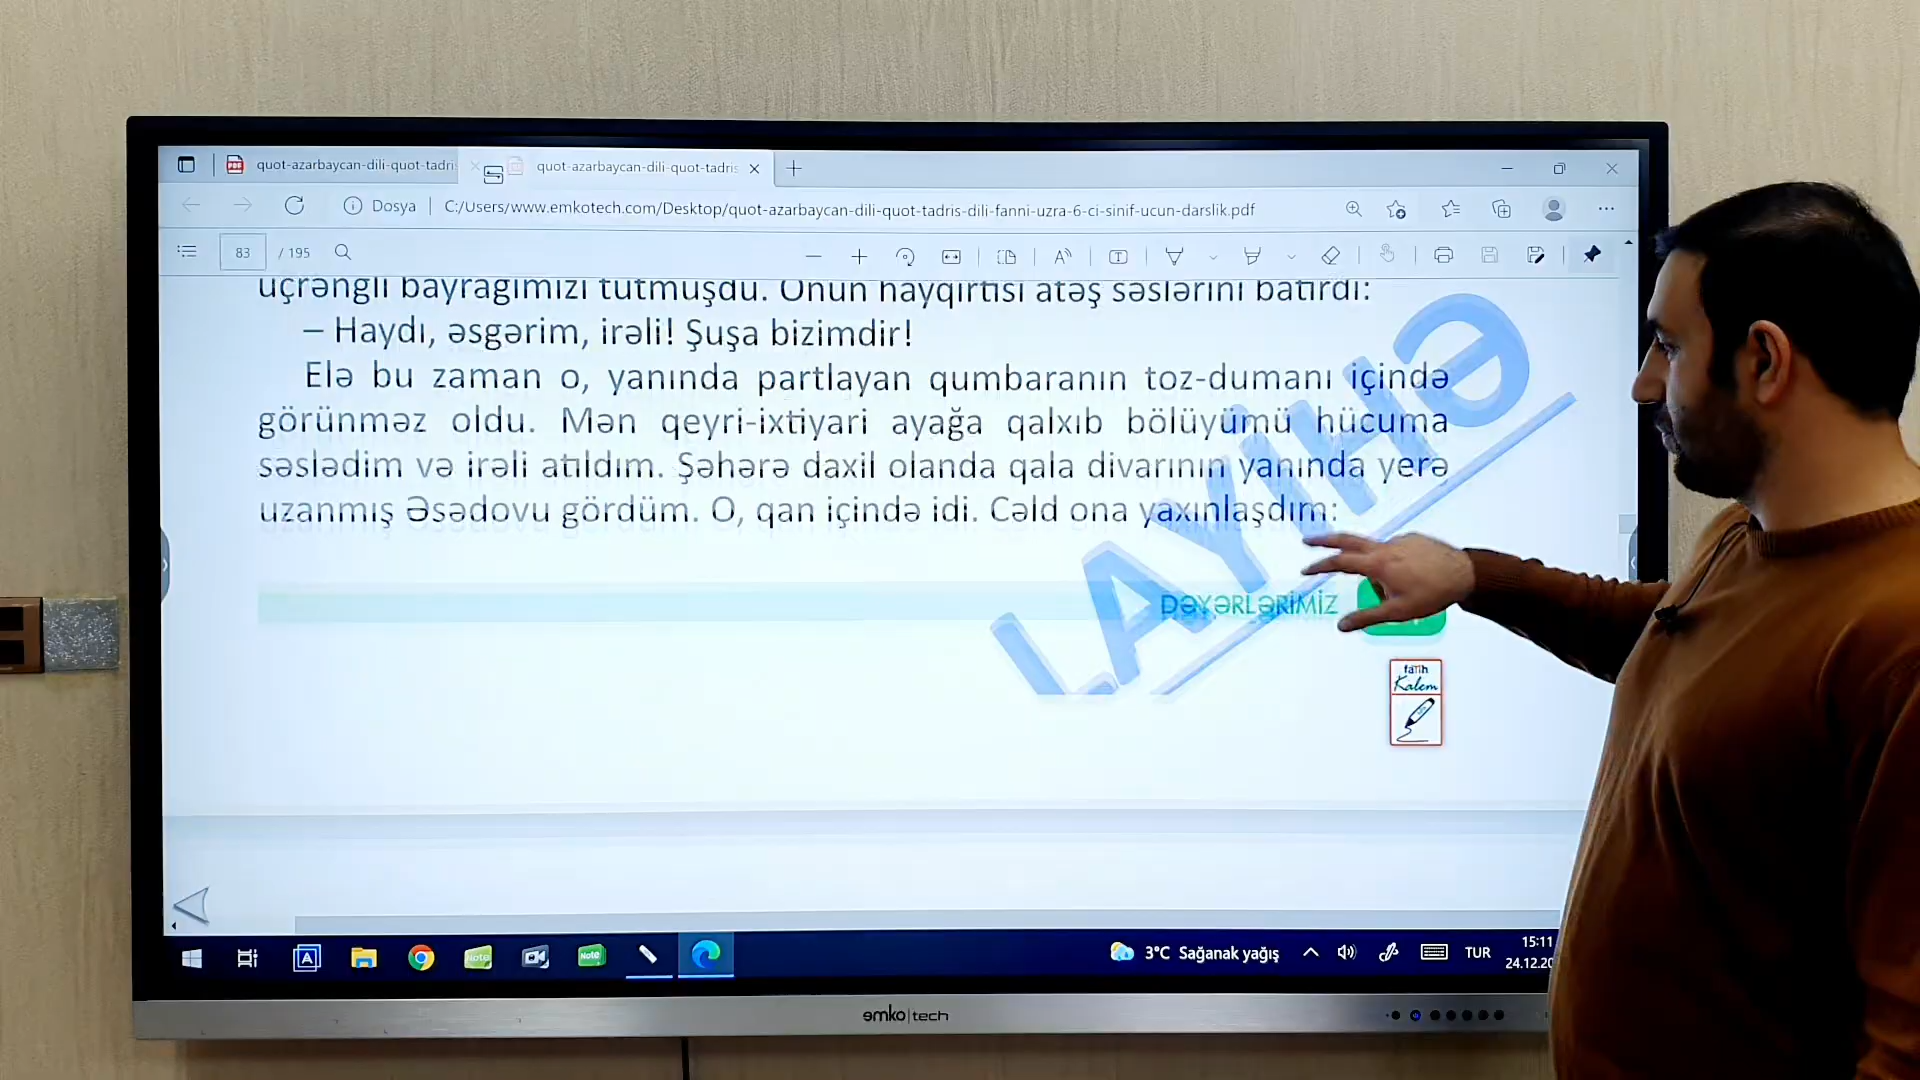 quot-azarbaycan-dili-quot-tadris
quot-azarbaycan-dili-quot-tadris
Dosya
C:/Users/www.emkotech.com/Desktop/quot-azarbaycan-dili-quot-tadris-dili-fanni-uzra-6-ci-sinif-ucun-darslik.pdf
83 / 195
üçrəngli bayrağımızı tutmuşdu. Onun hayqırtısı atəş səslərini batırdı:
– Haydı, əsgərim, irəli! Şuşa bizimdir!
Elə bu zaman o, yanında partlayan qumbaranın toz-dumanı içində
görünməz oldu. Mən qeyri-ixtiyari ayağa qalxıb bölüyümü hücuma
səslədim və irəli atıldım. Şəhərə daxil olanda qala divarının yanında yerə
uzanmış Əsədovu gördüm. O, qan içində idi. Cəld ona yaxınlaşdım:
LAYİHƏ
DƏYƏRLƏRİMİZ
fatih
Kalem
3°C Sağanak yağış
TUR
15:11
24.12.20
emko|tech